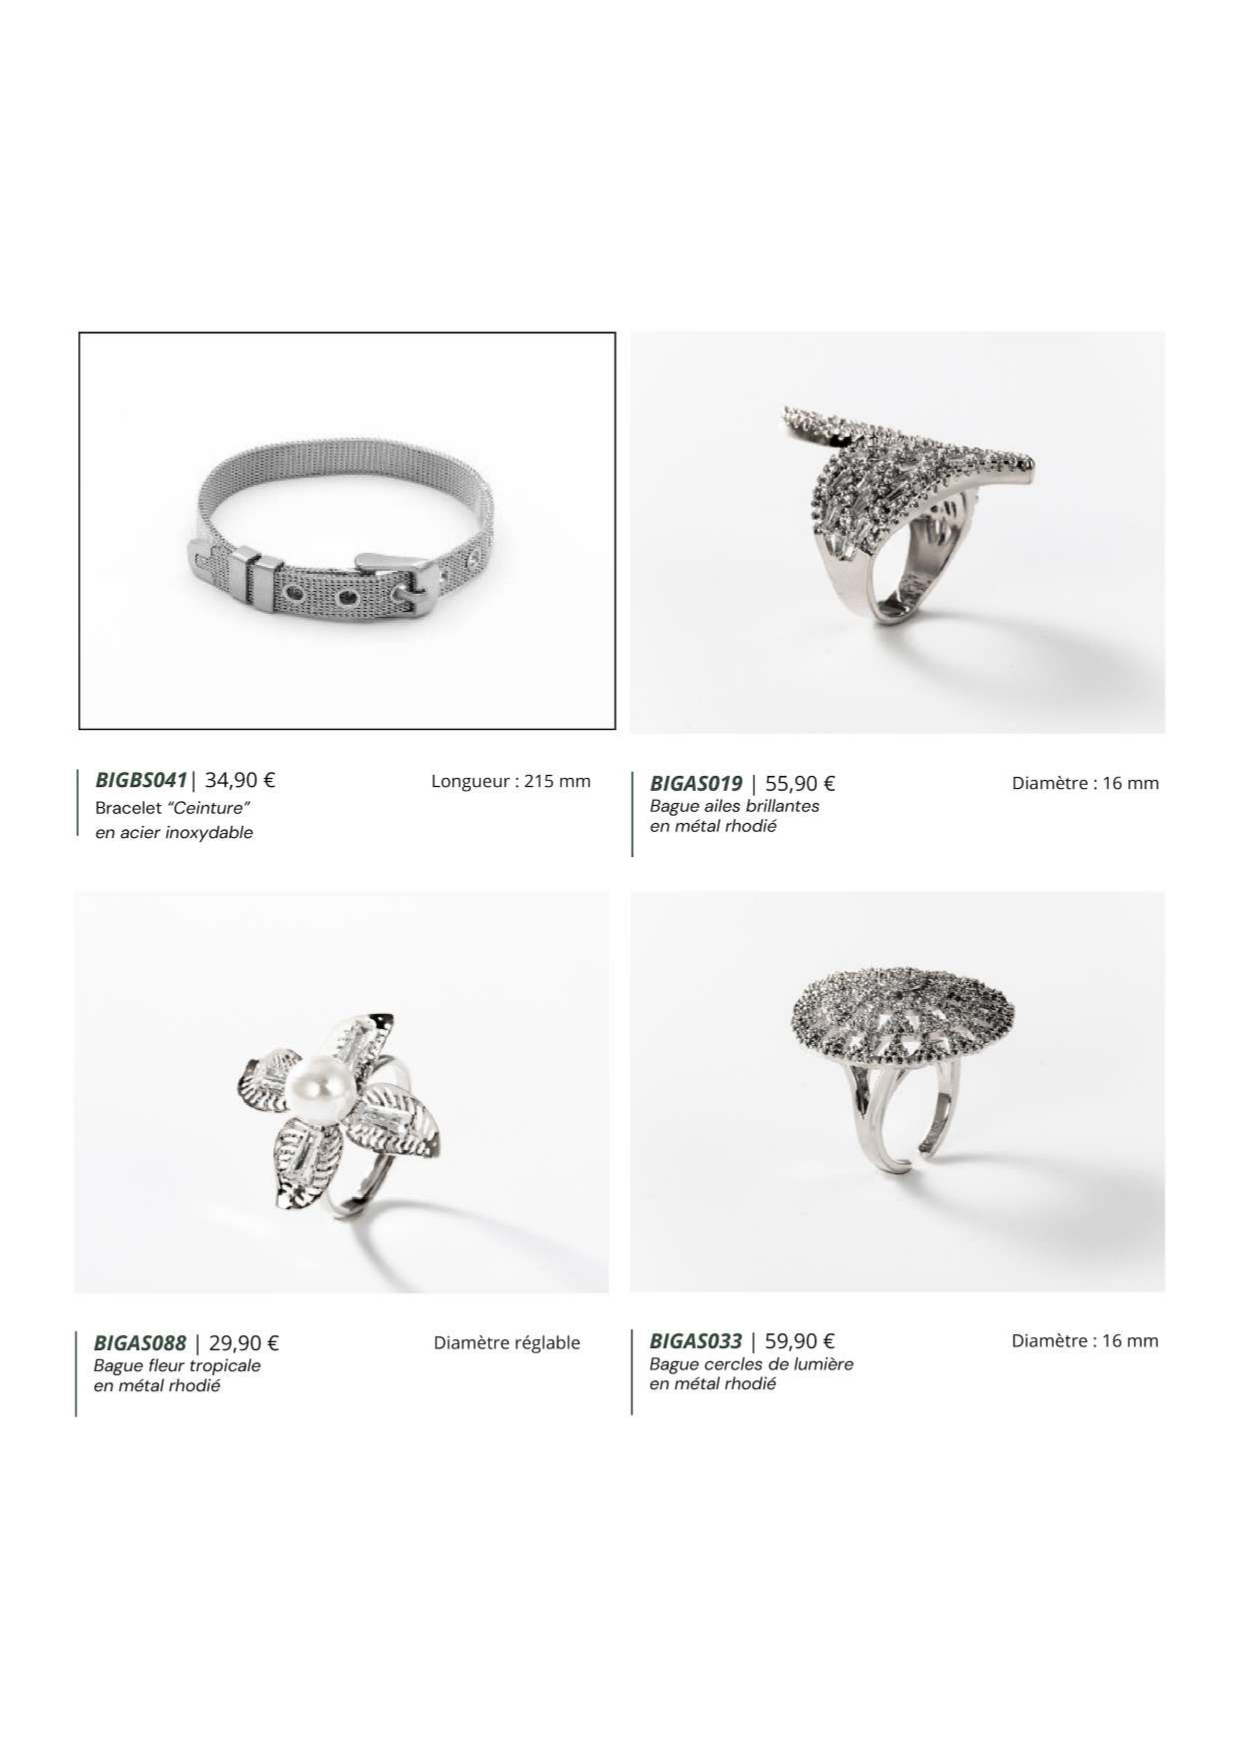 BIGBS041| 34,90 €
Longueur : 215 mm
Bracelet “Ceinture”
en acier inoxydable
BIGAS019 | 55,90 €
Diamètre : 16 mm
Bague ailes brillantes
en métal rhodié
BIGAS088 | 29,90 €
Diamètre réglable
Bague fleur tropicale
en métal rhodié
BIGAS033 | 59,90 €
Diamètre : 16 mm
Bague cercles de lumière
en métal rhodié